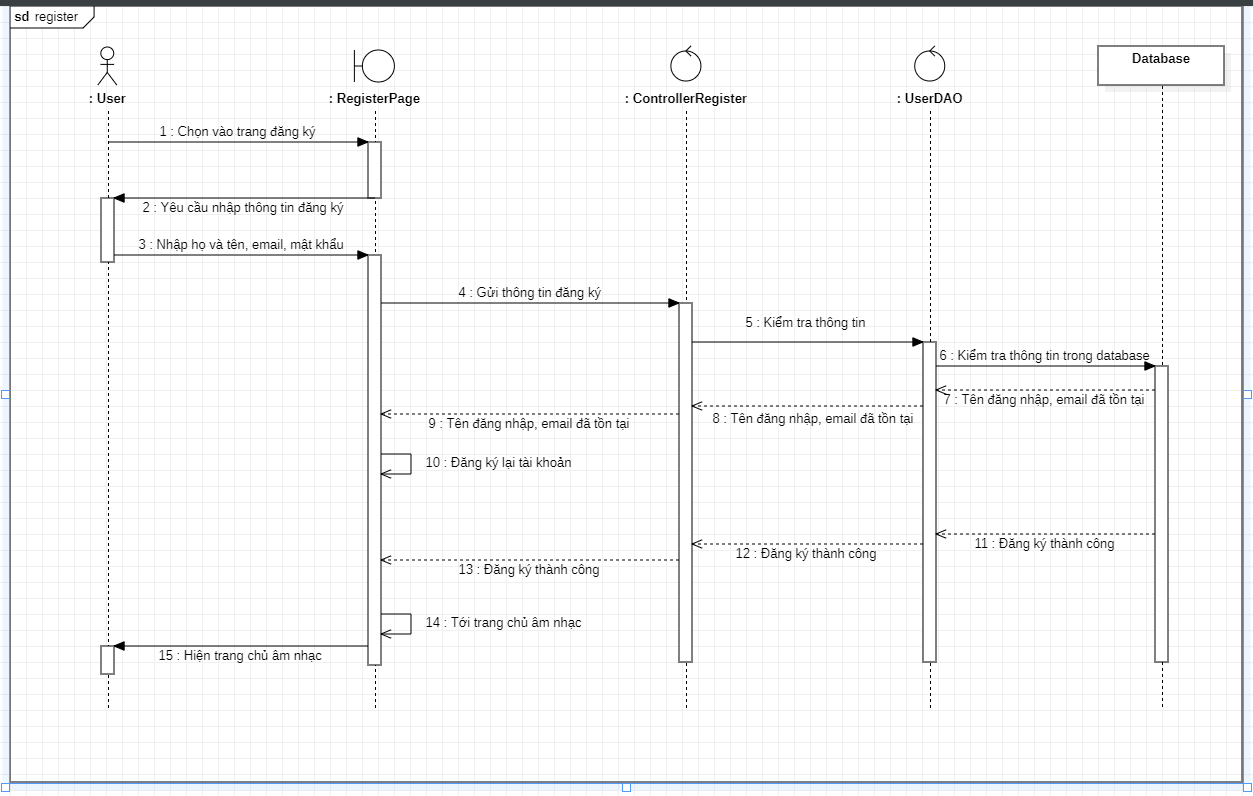 sd register
: User
: RegisterPage
: ControllerRegister
: UserDAO
Database
1 : Chọn vào trang đăng ký
2 : Yêu cầu nhập thông tin đăng ký
3 : Nhập họ và tên, email, mật khẩu
4 : Gửi thông tin đăng ký
5 : Kiểm tra thông tin
6 : Kiểm tra thông tin trong database
7 : Tên đăng nhập, email đã tồn tại
8 : Tên đăng nhập, email đã tồn tại
9 : Tên đăng nhập, email đã tồn tại
10 : Đăng ký lại tài khoản
11 : Đăng ký thành công
12 : Đăng ký thành công
13 : Đăng ký thành công
14 : Tới trang chủ âm nhạc
15 : Hiện trang chủ âm nhạc